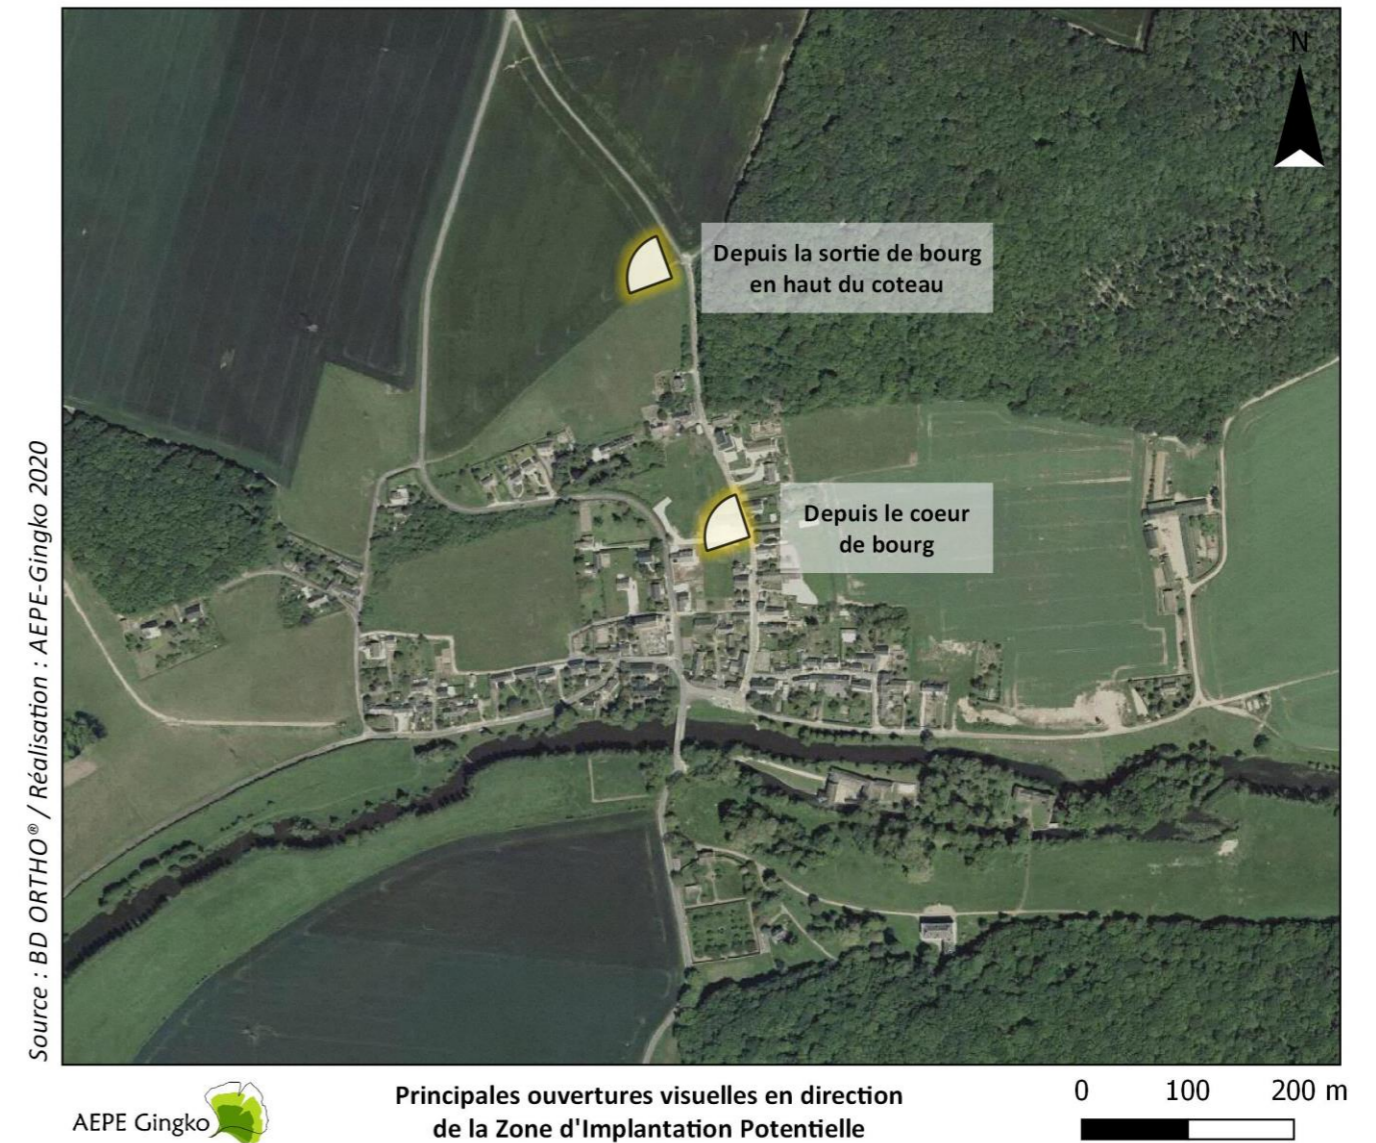 N
Depuis la sortie de bourg
en haut du coteau
Depuis le coeur
de bourg
Source : BD ORTHO® / Réalisation : AEPE-Gingko 2020
AEPE Gingko
Principales ouvertures visuelles en direction
de la Zone d'Implantation Potentielle
0 100 200 m